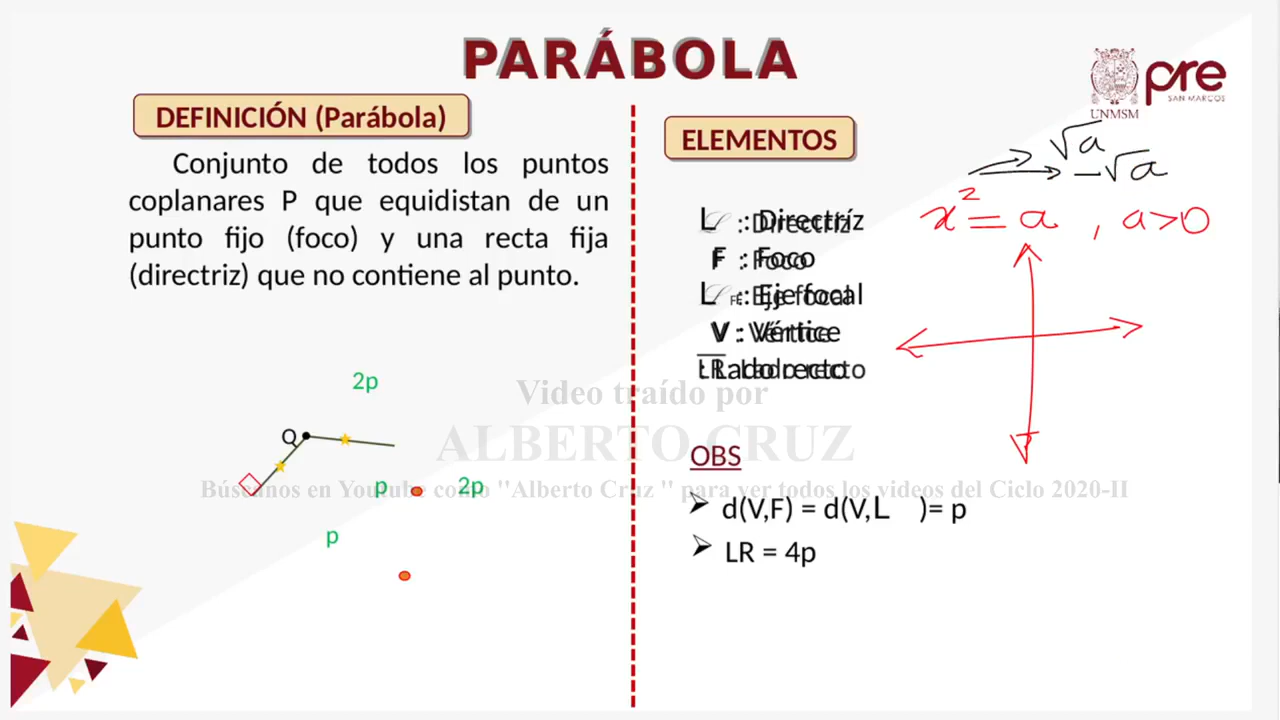 PARÁBOLA
pre
SAN MARCOS
UNMSM
DEFINICIÓN (Parábola)
Conjunto de todos los puntos
coplanares P que equidistan de un
punto fijo (foco) y una recta fija
(directriz) que no contiene al punto.
2p
Q
p
2p
p
ELEMENTOS
L : Directríz
F : Foco
L FE: Eje focal
V : Vértice
LR: Lado recto
OBS
d(V,F) = d(V,L )= p
LR = 4p
√a
−√a
x² = a , a>0
Video traído por
ALBERTO CRUZ
Búscanos en Youtube como "Alberto Cruz " para ver todos los videos del Ciclo 2020-II